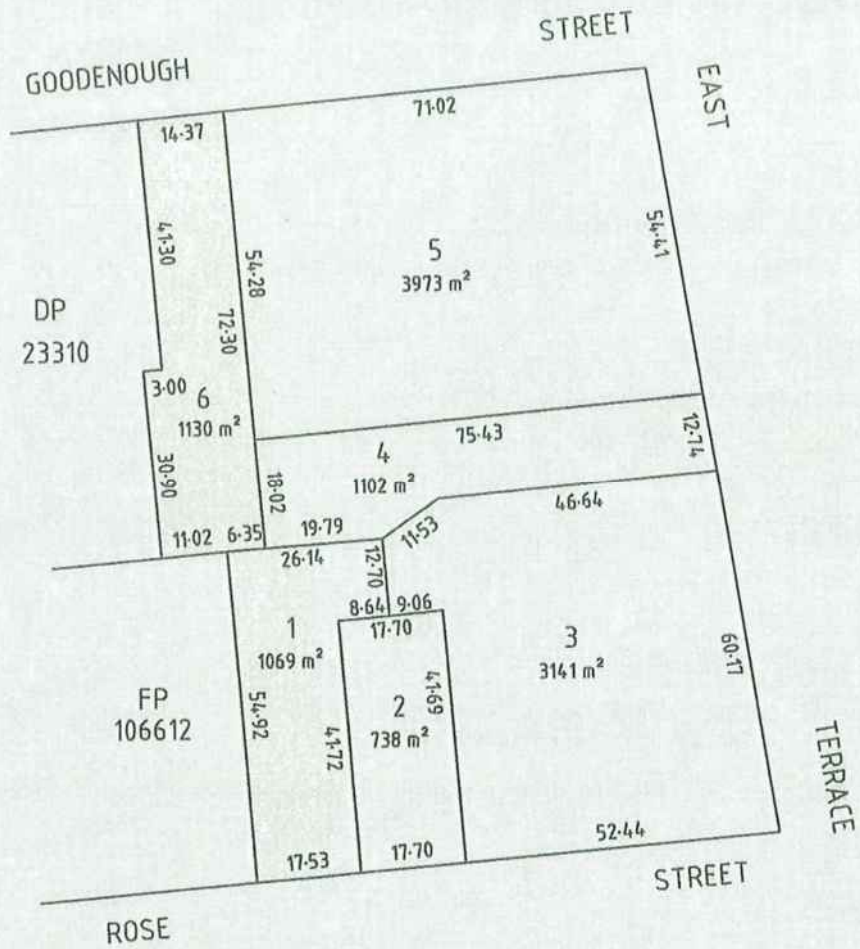 GOODENOUGH
STREET
EAST
14·37
71·02
41·30
54·28
72·30
54·41
5
3973 m²
DP
23310
3·00
6
1130 m²
30·90
75·43
12·74
4
1102 m²
18·02
46·64
11·02
6·35
19·79
11·53
26·14
12·70
8·64
9·06
17·70
1
1069 m²
3
3141 m²
60·17
FP
106612
54·92
41·72
2
738 m²
41·69
17·53
17·70
52·44
TERRACE
STREET
ROSE